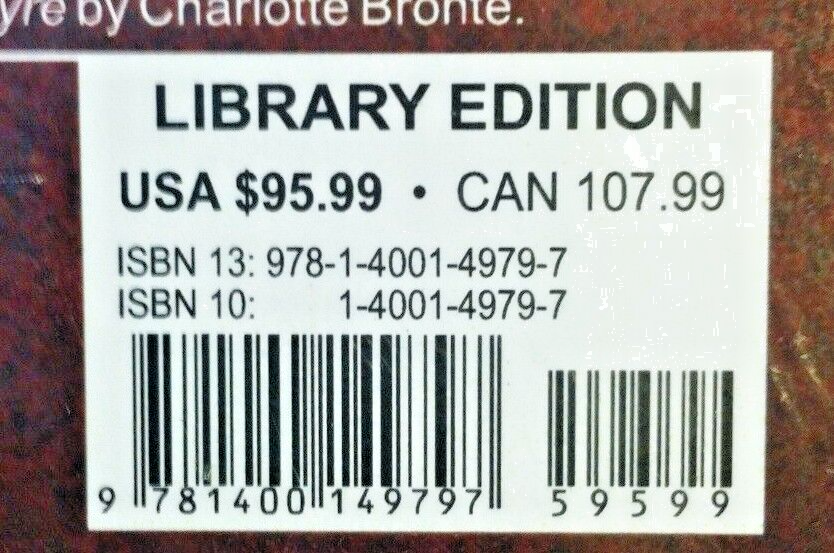 yre by Charlotte Brontë.
LIBRARY EDITION
USA $95.99 • CAN 107.99
ISBN 13: 978-1-4001-4979-7
ISBN 10: 1-4001-4979-7
9 781400 149797 59599